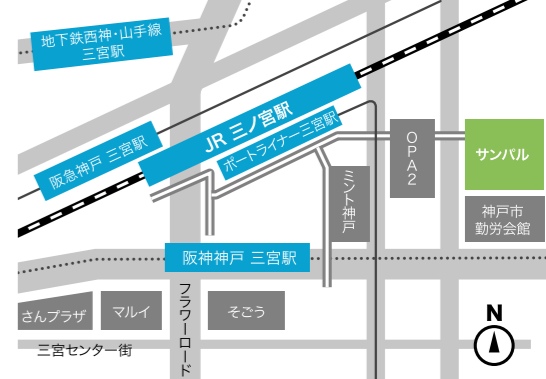 地下鉄西神・山手線
三宮駅
JR 三ノ宮駅
ポートライナー三宮駅
阪急神戸 三宮駅
OPA2
サンパル
ミント神戸
神戸市
勤労会館
阪神神戸 三宮駅
フラワーロード
さんプラザ
マルイ
そごう
三宮センター街
N